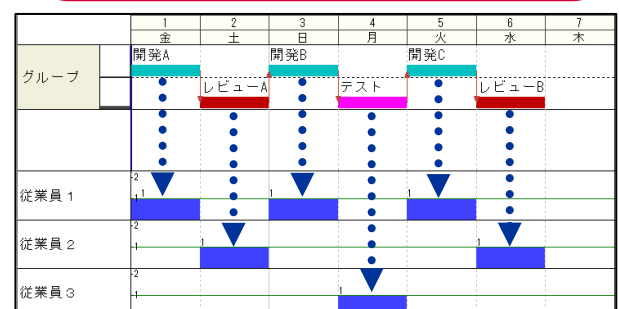 1 2 3 4 5 6 7
金 土 日 月 火 水 木
開発A 開発B 開発C
グループ
レビューA テスト レビューB
従業員1
2
1
1 1 1
従業員2
2
1
1 1
従業員3
2
1
1